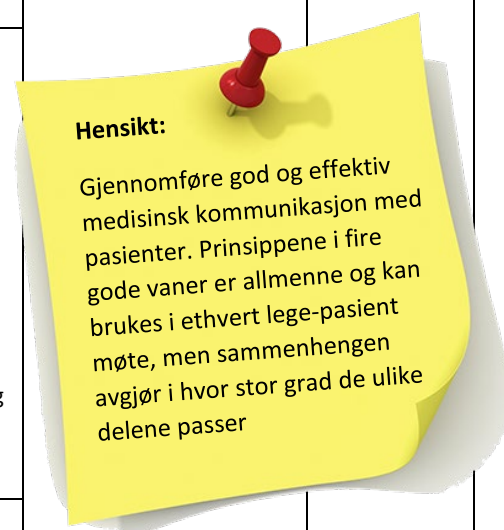 Hensikt:
Gjennomføre god og effektiv
medisinsk kommunikasjon med
pasienter. Prinsippene i fire
gode vaner er allmenne og kan
brukes i ethvert lege-pasient
møte, men sammenhengen
avgjør i hvor stor grad de ulike
delene passer